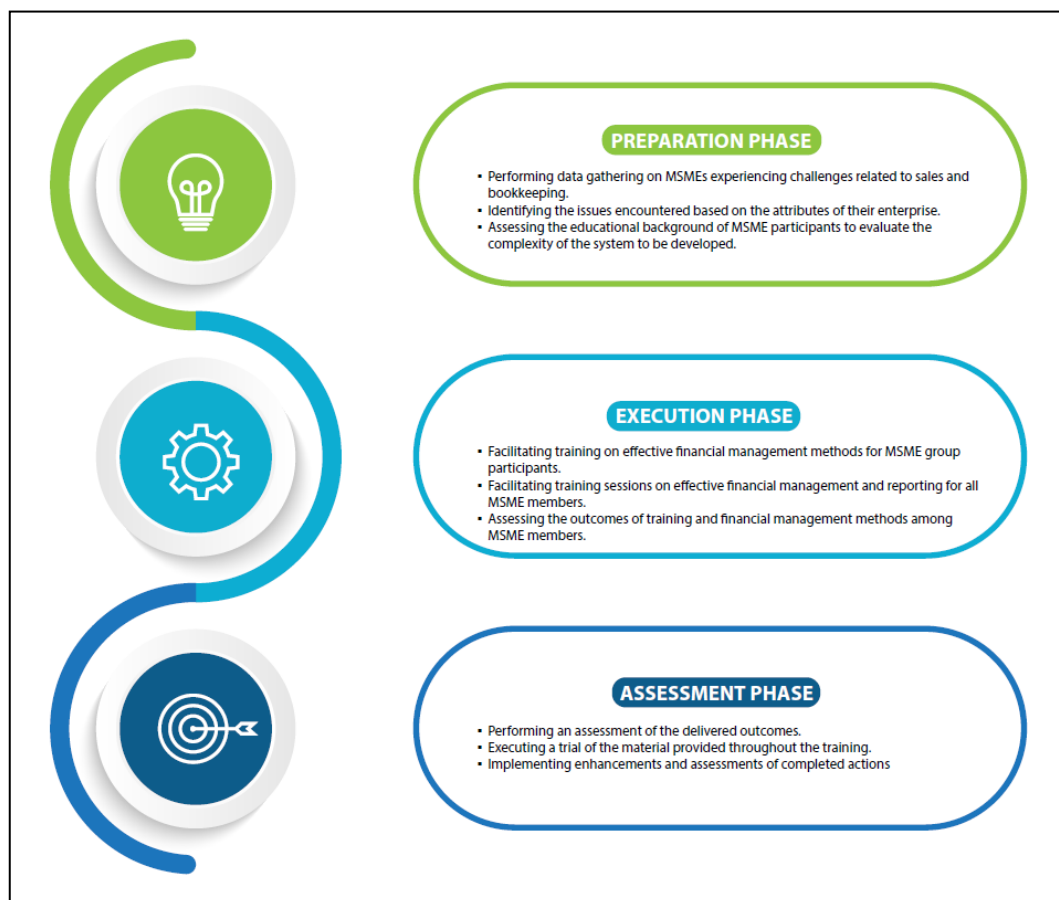 PREPARATION PHASE
▪ Performing data gathering on MSMEs experiencing challenges related to sales and
bookkeeping.
▪ Identifying the issues encountered based on the attributes of their enterprise.
▪ Assessing the educational background of MSME participants to evaluate the
complexity of the system to be developed.
EXECUTION PHASE
▪ Facilitating training on effective financial management methods for MSME group
participants.
▪ Facilitating training sessions on effective financial management and reporting for all
MSME members.
▪ Assessing the outcomes of training and financial management methods among
MSME members.
ASSESSMENT PHASE
▪ Performing an assessment of the delivered outcomes.
▪ Executing a trial of the material provided throughout the training.
▪ Implementing enhancements and assessments of completed actions